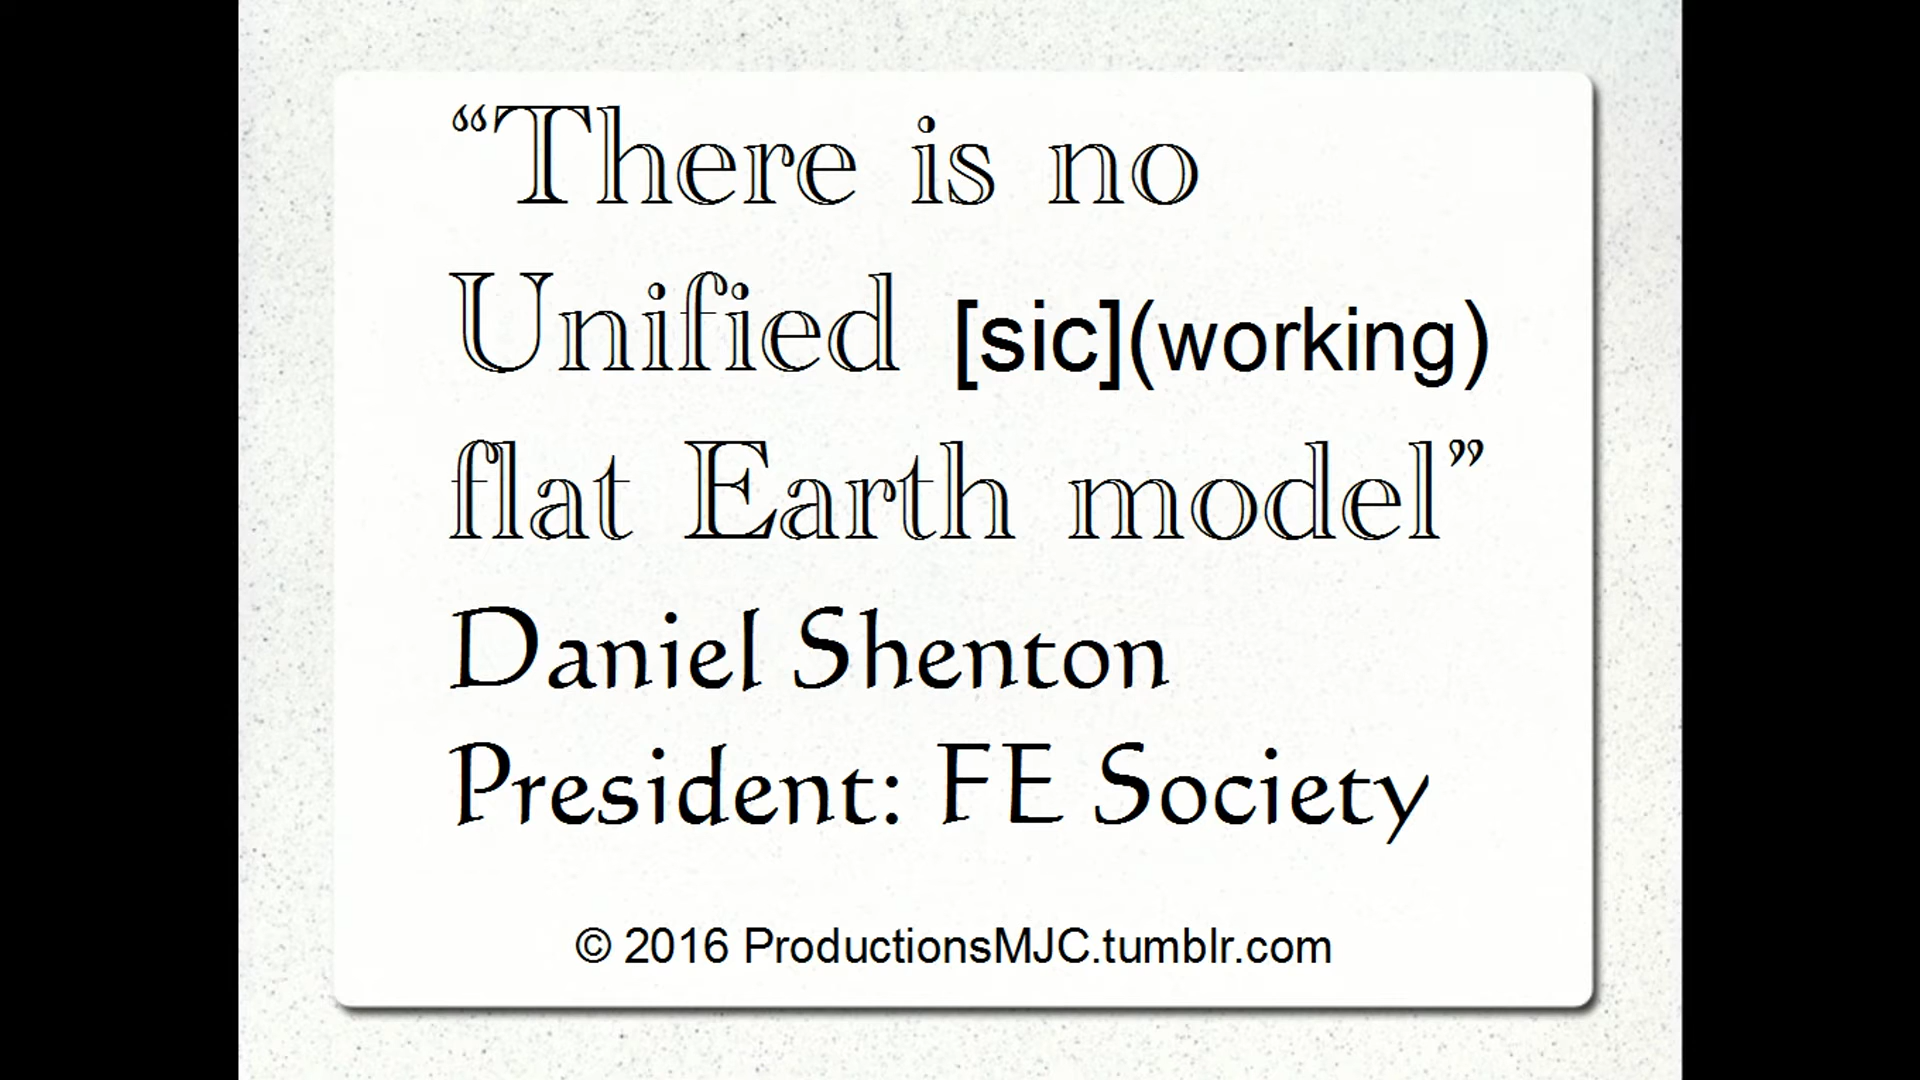 “There is no
Unified [sic](working)
flat Earth model”
Daniel Shenton
President: FE Society
© 2016 ProductionsMJC.tumblr.com